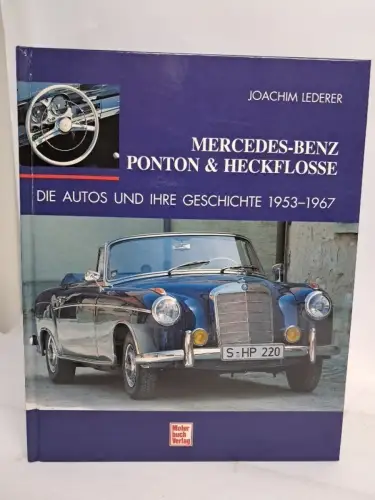 JOACHIM LEDERER
MERCEDES-BENZ
PONTON & HECKFLOSSE
DIE AUTOS UND IHRE GESCHICHTE 1953–1967
S-HP 220
Motor
buch
Verlag